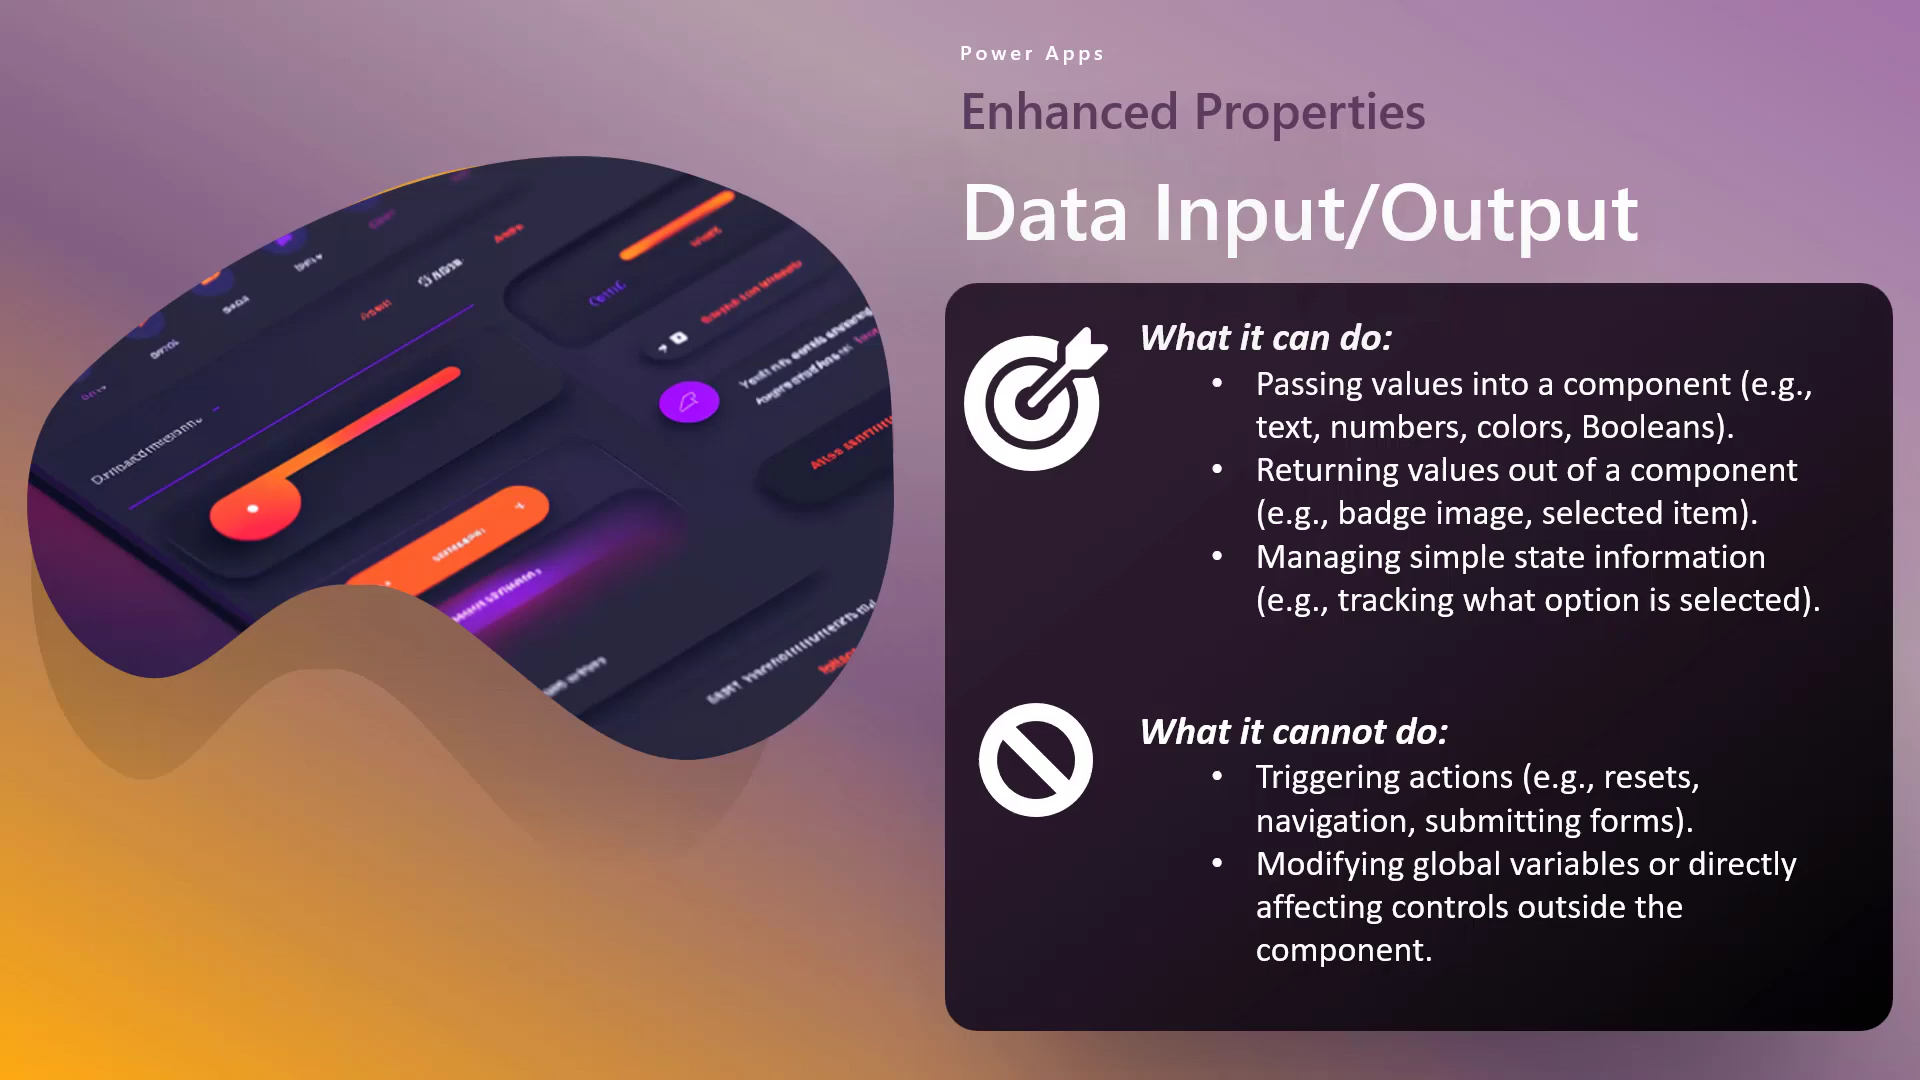 Power Apps
Enhanced Properties
Data Input/Output
What it can do:
• Passing values into a component (e.g.,
text, numbers, colors, Booleans).
• Returning values out of a component
(e.g., badge image, selected item).
• Managing simple state information
(e.g., tracking what option is selected).
What it cannot do:
• Triggering actions (e.g., resets,
navigation, submitting forms).
• Modifying global variables or directly
affecting controls outside the
component.